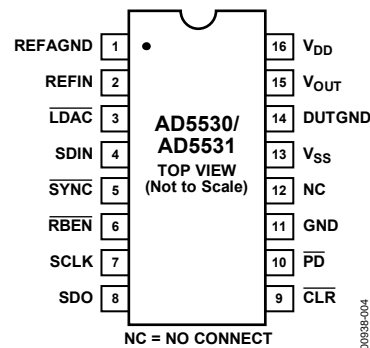 REFAGND 1
REFIN 2
LDAC 3
SDIN 4
SYNC 5
RBEN 6
SCLK 7
SDO 8
AD5530/
AD5531
TOP VIEW
(Not to Scale)
16 VDD
15 VOUT
14 DUTGND
13 VSS
12 NC
11 GND
10 PD
9 CLR
NC = NO CONNECT
00938-004